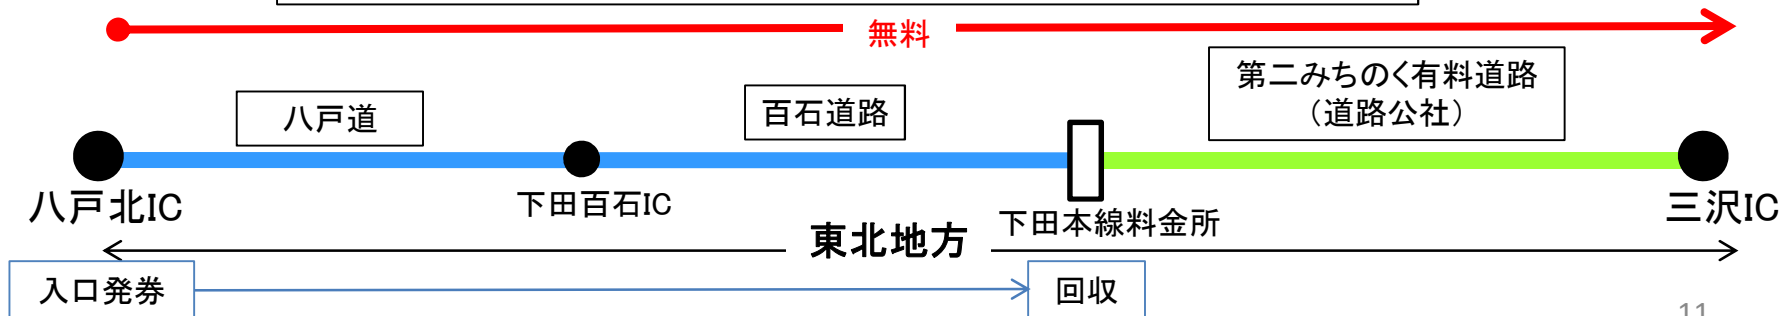 無料
第二みちのく有料道路
（道路公社）
八戸道
百石道路
八戸北IC
下田百石IC
下田本線料金所
三沢IC
東北地方
入口発券
回収
11